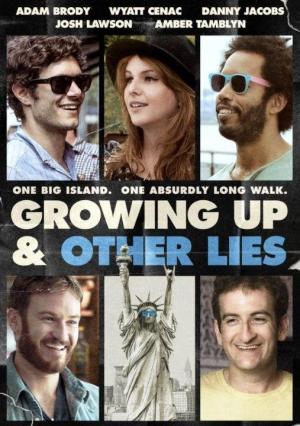 ADAM BRODY WYATT CENAC DANNY JACOBS
JOSH LAWSON AMBER TAMBLYN
ONE BIG ISLAND. ONE ABSURDLY LONG WALK.
GROWING UP
& OTHER LIES